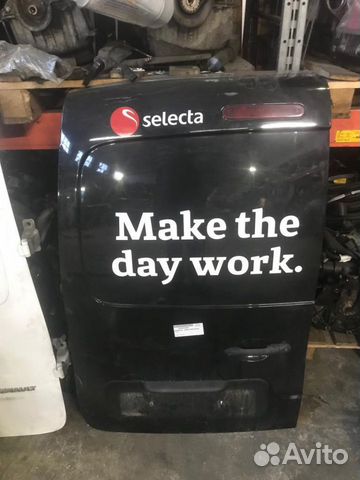 selecta
Make the
day work.
Avito